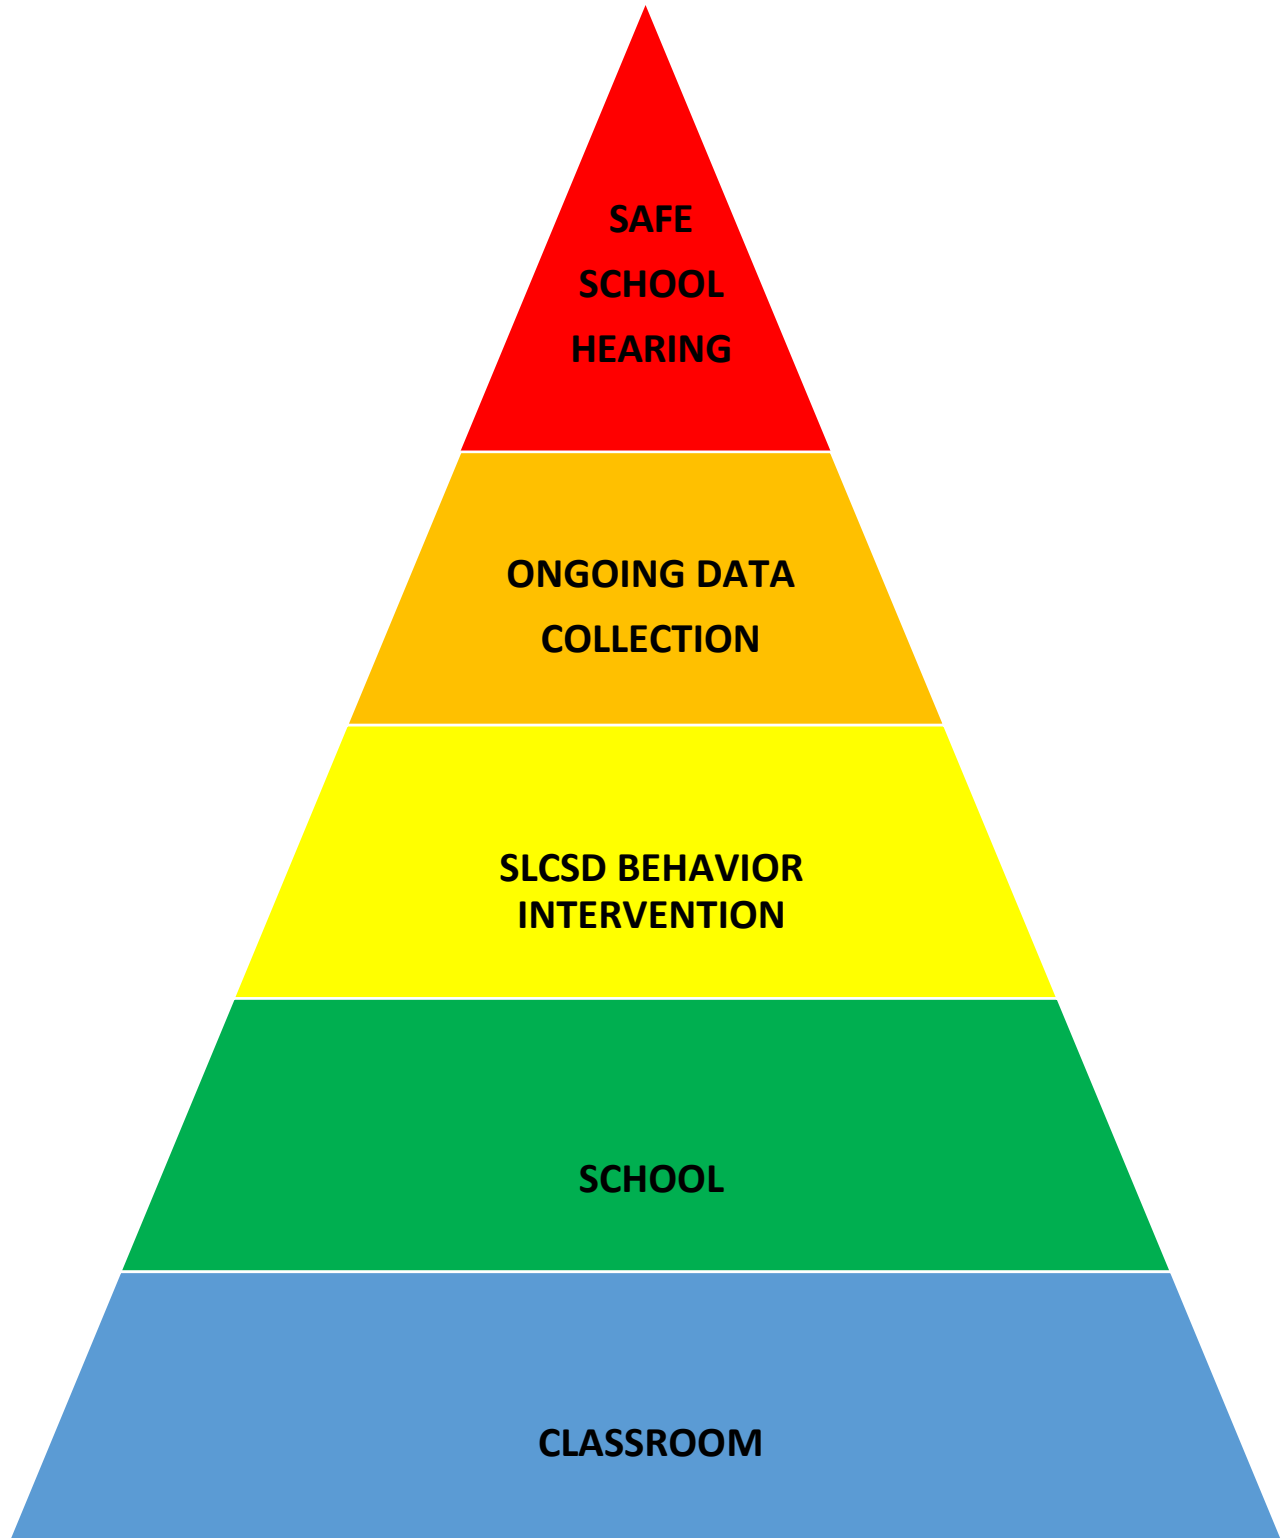 SAFE
SCHOOL
HEARING
ONGOING DATA
COLLECTION
SLCSD BEHAVIOR
INTERVENTION
SCHOOL
CLASSROOM